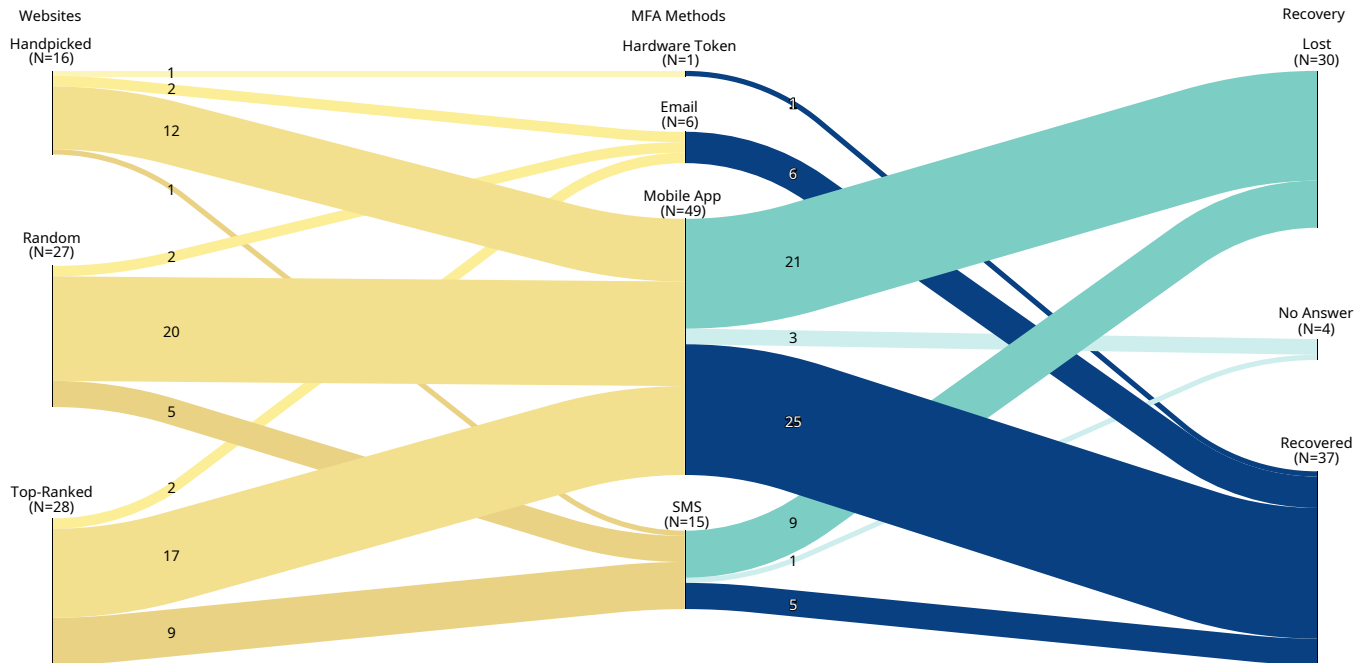 Websites
MFA Methods
Recovery
Handpicked
(N=16)
Hardware Token
(N=1)
Lost
(N=30)
1
2
12
1
1
Email
(N=6)
6
Mobile App
(N=49)
Random
(N=27)
2
20
5
21
3
25
No Answer
(N=4)
Recovered
(N=37)
Top-Ranked
(N=28)
2
17
9
SMS
(N=15)
9
1
5